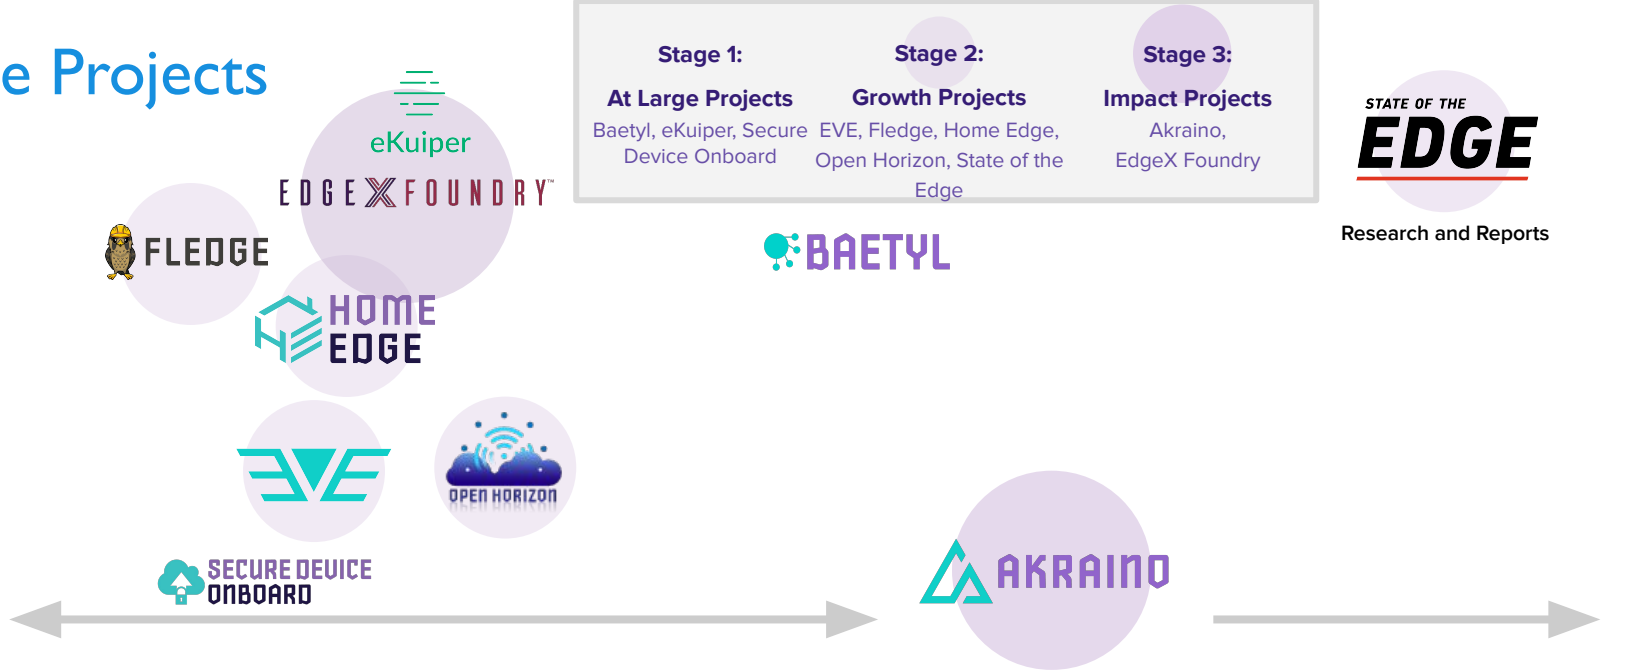 e Projects
Stage 1:
At Large Projects
Baetyl, eKuiper, Secure
Device Onboard
Stage 2:
Growth Projects
EVE, Fledge, Home Edge,
Open Horizon, State of the
Edge
Stage 3:
Impact Projects
Akraino,
EdgeX Foundry
STATE OF THE
EDGE
Research and Reports
eKuiper
EDGEXFOUNDRY™
FLEDGE
BAETYL
HOME
EDGE
EVE
OPEN HORIZON
SECURE DEVICE
ONBOARD
AKRAINO